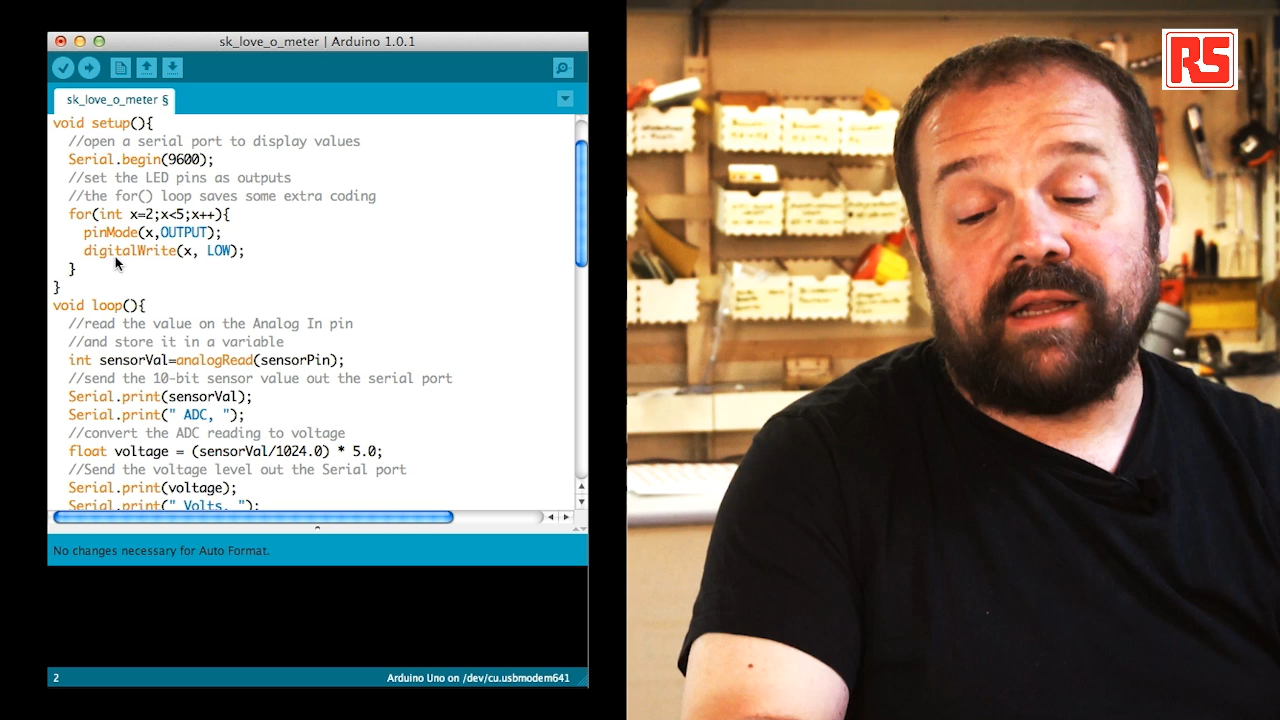 sk_love_o_meter | Arduino 1.0.1
sk_love_o_meter §
void setup(){
//open a serial port to display values
Serial.begin(9600);
//set the LED pins as outputs
//the for() loop saves some extra coding
for(int x=2;x<5;x++){
pinMode(x,OUTPUT);
digitalWrite(x, LOW);
}
}
void loop(){
//read the value on the Analog In pin
//and store it in a variable
int sensorVal=analogRead(sensorPin);
//send the 10-bit sensor value out the serial port
Serial.print(sensorVal);
Serial.print(" ADC, ");
//convert the ADC reading to voltage
float voltage = (sensorVal/1024.0) * 5.0;
//Send the voltage level out the Serial port
Serial.print(voltage);
Serial.print(" Volts, ");
No changes necessary for Auto Format.
2
Arduino Uno on /dev/cu.usbmodem641
RS